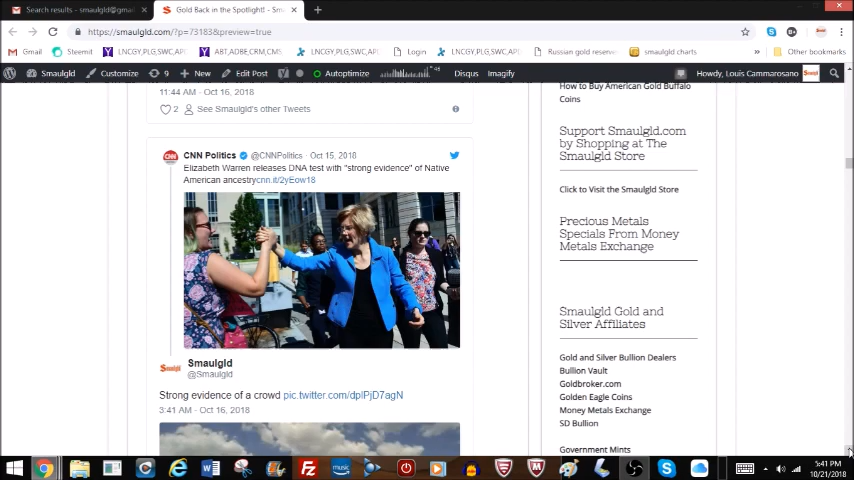 Search results - smaulgld@gmai
Gold Back in the Spotlight! - Sm
https://smaulgld.com/?p=73183&preview=true
Gmail
Steemit
LNCGY,PLG,SWC,AP
ABT,ADBE,CRM,CMS
LNCGY,PLG,SWC,API
Login
LNCGY,PLG,SWC,API
Russian gold reserve
smaulgld charts
»
Other bookmarks
Smaulgld
Customize
9
New
Edit Post
Autoptimize
Disqus
Imagify
Howdy, Louis Cammarosano
11:44 AM - Oct 16, 2018
2
See Smaulgld's other Tweets
CNN Politics
@CNNPolitics · Oct 15, 2018
Elizabeth Warren releases DNA test with "strong evidence" of Native
American ancestrycnn.it/2yEow18
Smaulgld
@Smaulgld
Strong evidence of a crowd pic.twitter.com/dplPjD7agN
3:41 AM - Oct 16, 2018
How to Buy American Gold Buffalo
Coins
Support Smaulgld.com
by Shopping at The
Smaulgld Store
Click to Visit the Smaulgld Store
Precious Metals
Specials From Money
Metals Exchange
Smaulgld Gold and
Silver Affiliates
Gold and Silver Bullion Dealers
Bullion Vault
Goldbroker.com
Golden Eagle Coins
Money Metals Exchange
SD Bullion
Government Mints
5:41 PM
10/21/2018